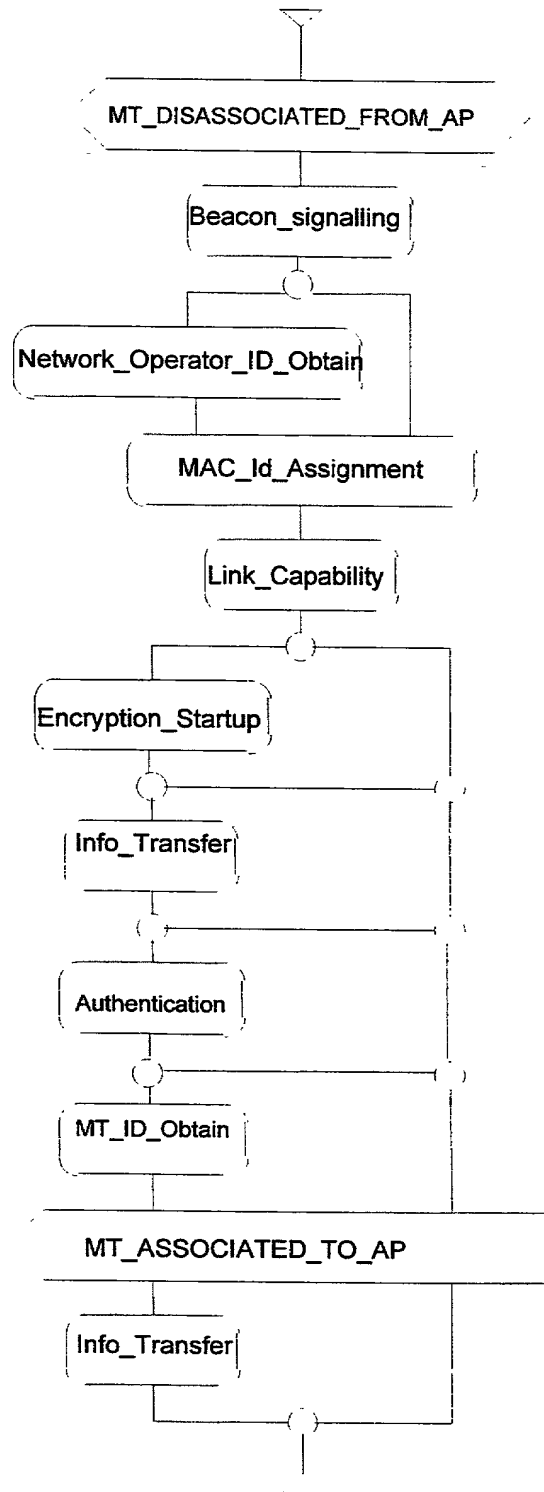 MT_DISASSOCIATED_FROM_AP
Beacon_signalling
Network_Operator_ID_Obtain
MAC_Id_Assignment
Link_Capability
Encryption_Startup
Info_Transfer
Authentication
MT_ID_Obtain
MT_ASSOCIATED_TO_AP
Info_Transfer